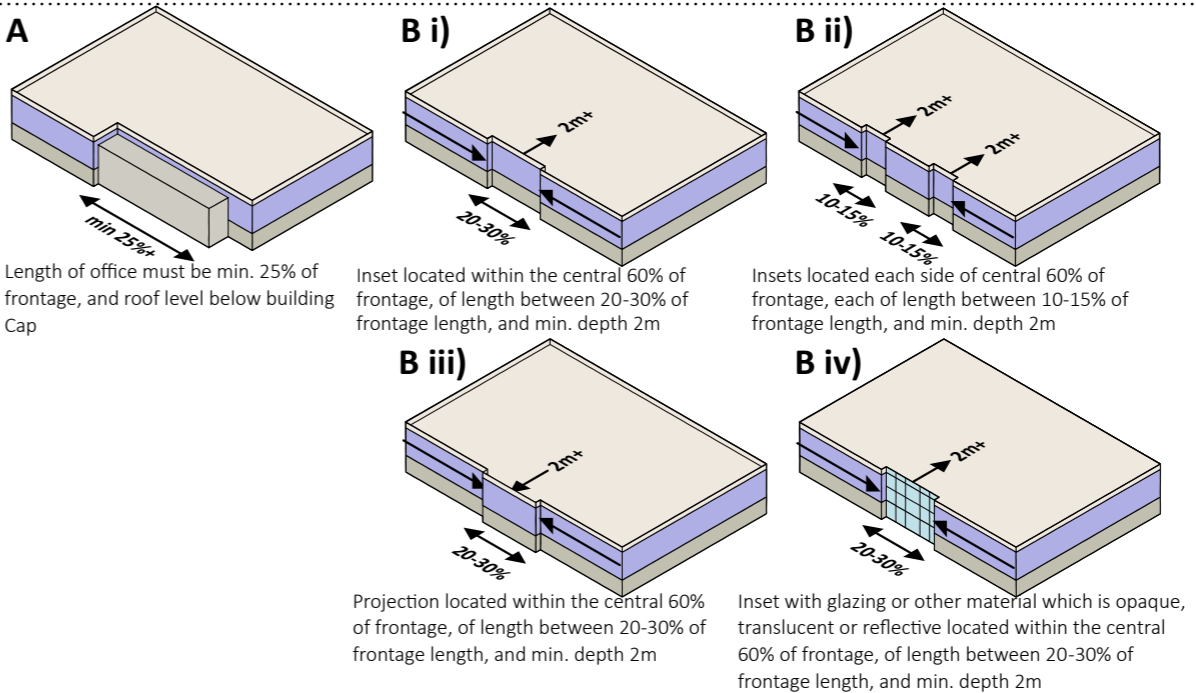 A
min 25%+
Length of office must be min. 25% of
frontage, and roof level below building
Cap
B i)
2m+
20-30%
Inset located within the central 60% of
frontage, of length between 20-30% of
frontage length, and min. depth 2m
B ii)
2m+
2m+
10-15%
10-15%
Insets located each side of central 60% of
frontage, each of length between 10-15% of
frontage length, and min. depth 2m
B iii)
2m+
20-30%
Projection located within the central 60%
of frontage, of length between 20-30% of
frontage length, and min. depth 2m
B iv)
2m+
20-30%
Inset with glazing or other material which is opaque,
translucent or reflective located within the central
60% of frontage, of length between 20-30% of
frontage length, and min. depth 2m